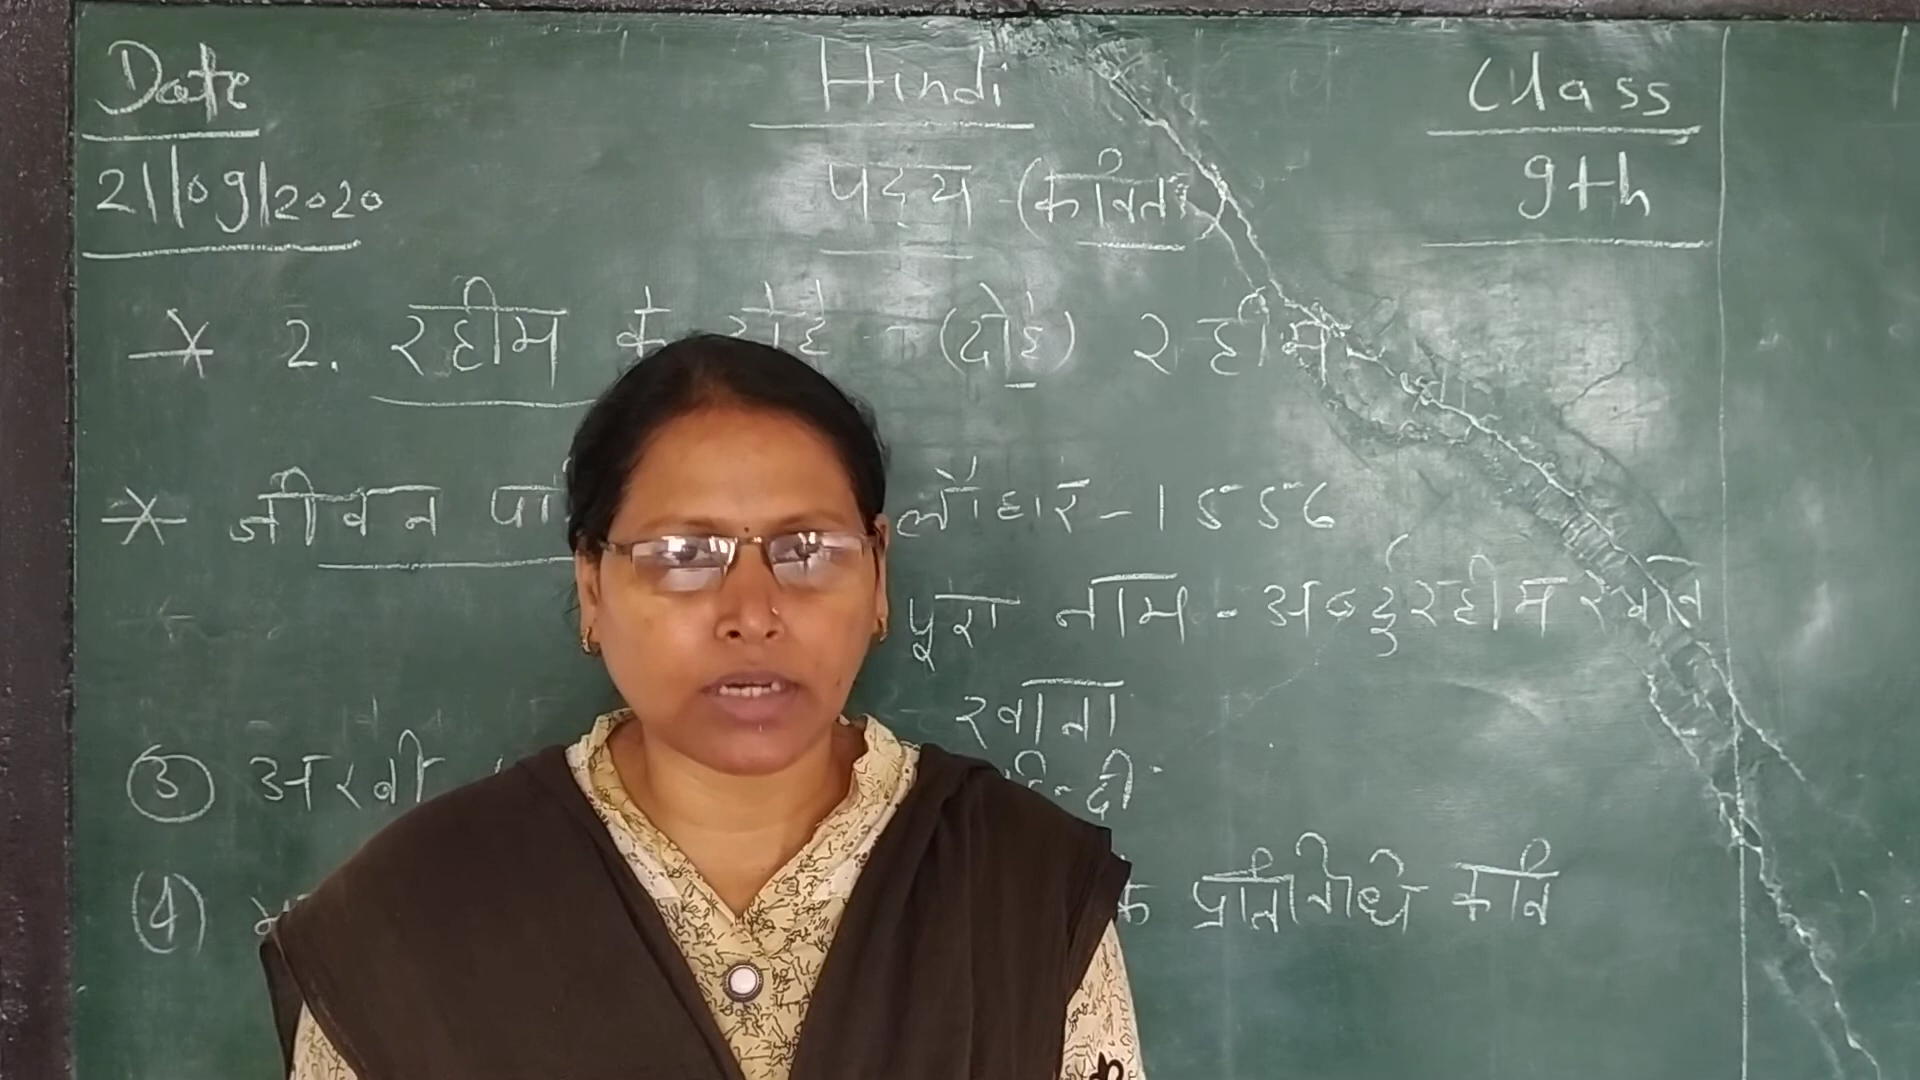 Date Hindi Class
21/09/2020 पद्य - (कविता) 9th
* 2. रहीम के दोहे - (दोहे) रहीम
* जीवन लाहौर - 1556
पूरा नाम - अब्दुर्रहीम खान
खाना
③ अरबी हिन्दी
④ के प्रतिनिधि कवि